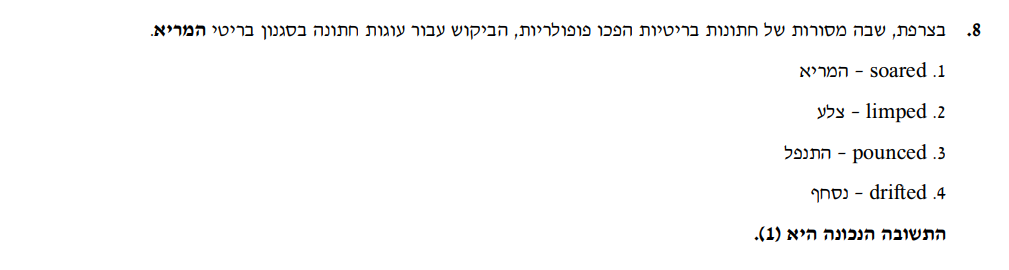 8. בצרפת, שבה מסורות של חתונות בריטיות הפכו פופולריות, הביקוש עבור עוגות חתונה בסגנון בריטי המריא.
1. soared – המריא
2. limped – צלע
3. pounced – התנפל
4. drifted – נסחף
התשובה הנכונה היא (1).